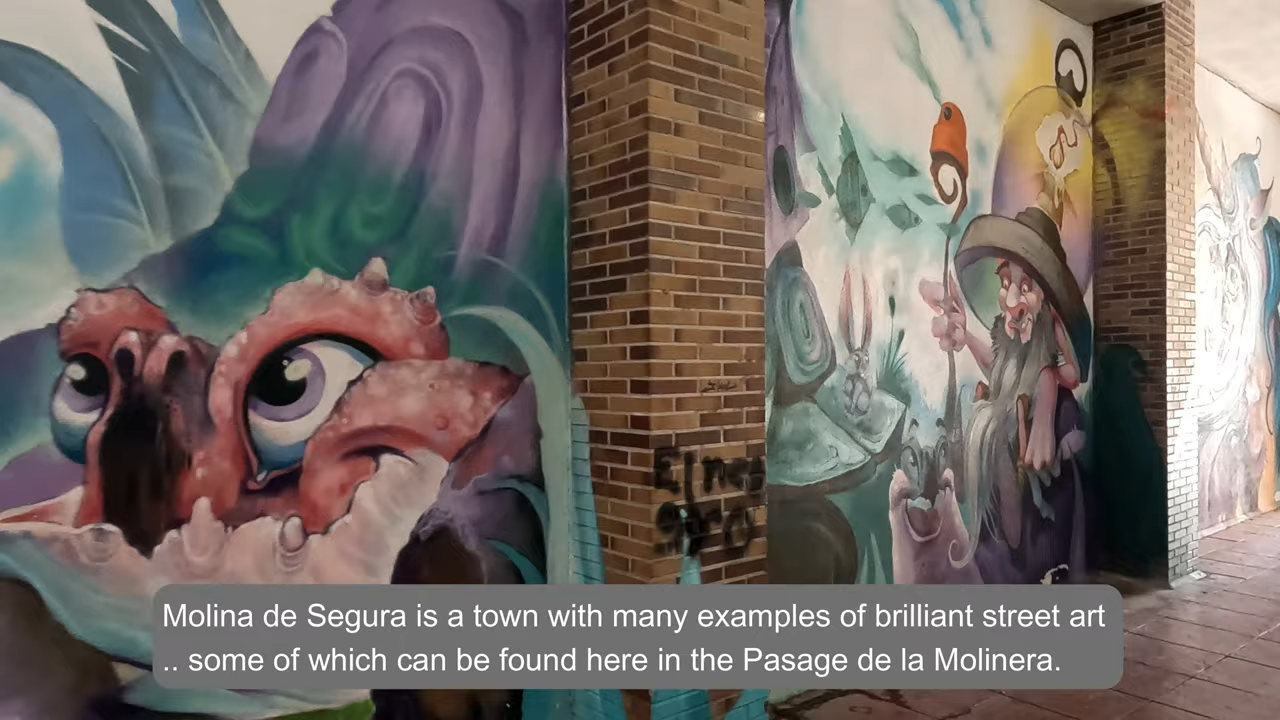 Molina de Segura is a town with many examples of brilliant street art
.. some of which can be found here in the Pasage de la Molinera.